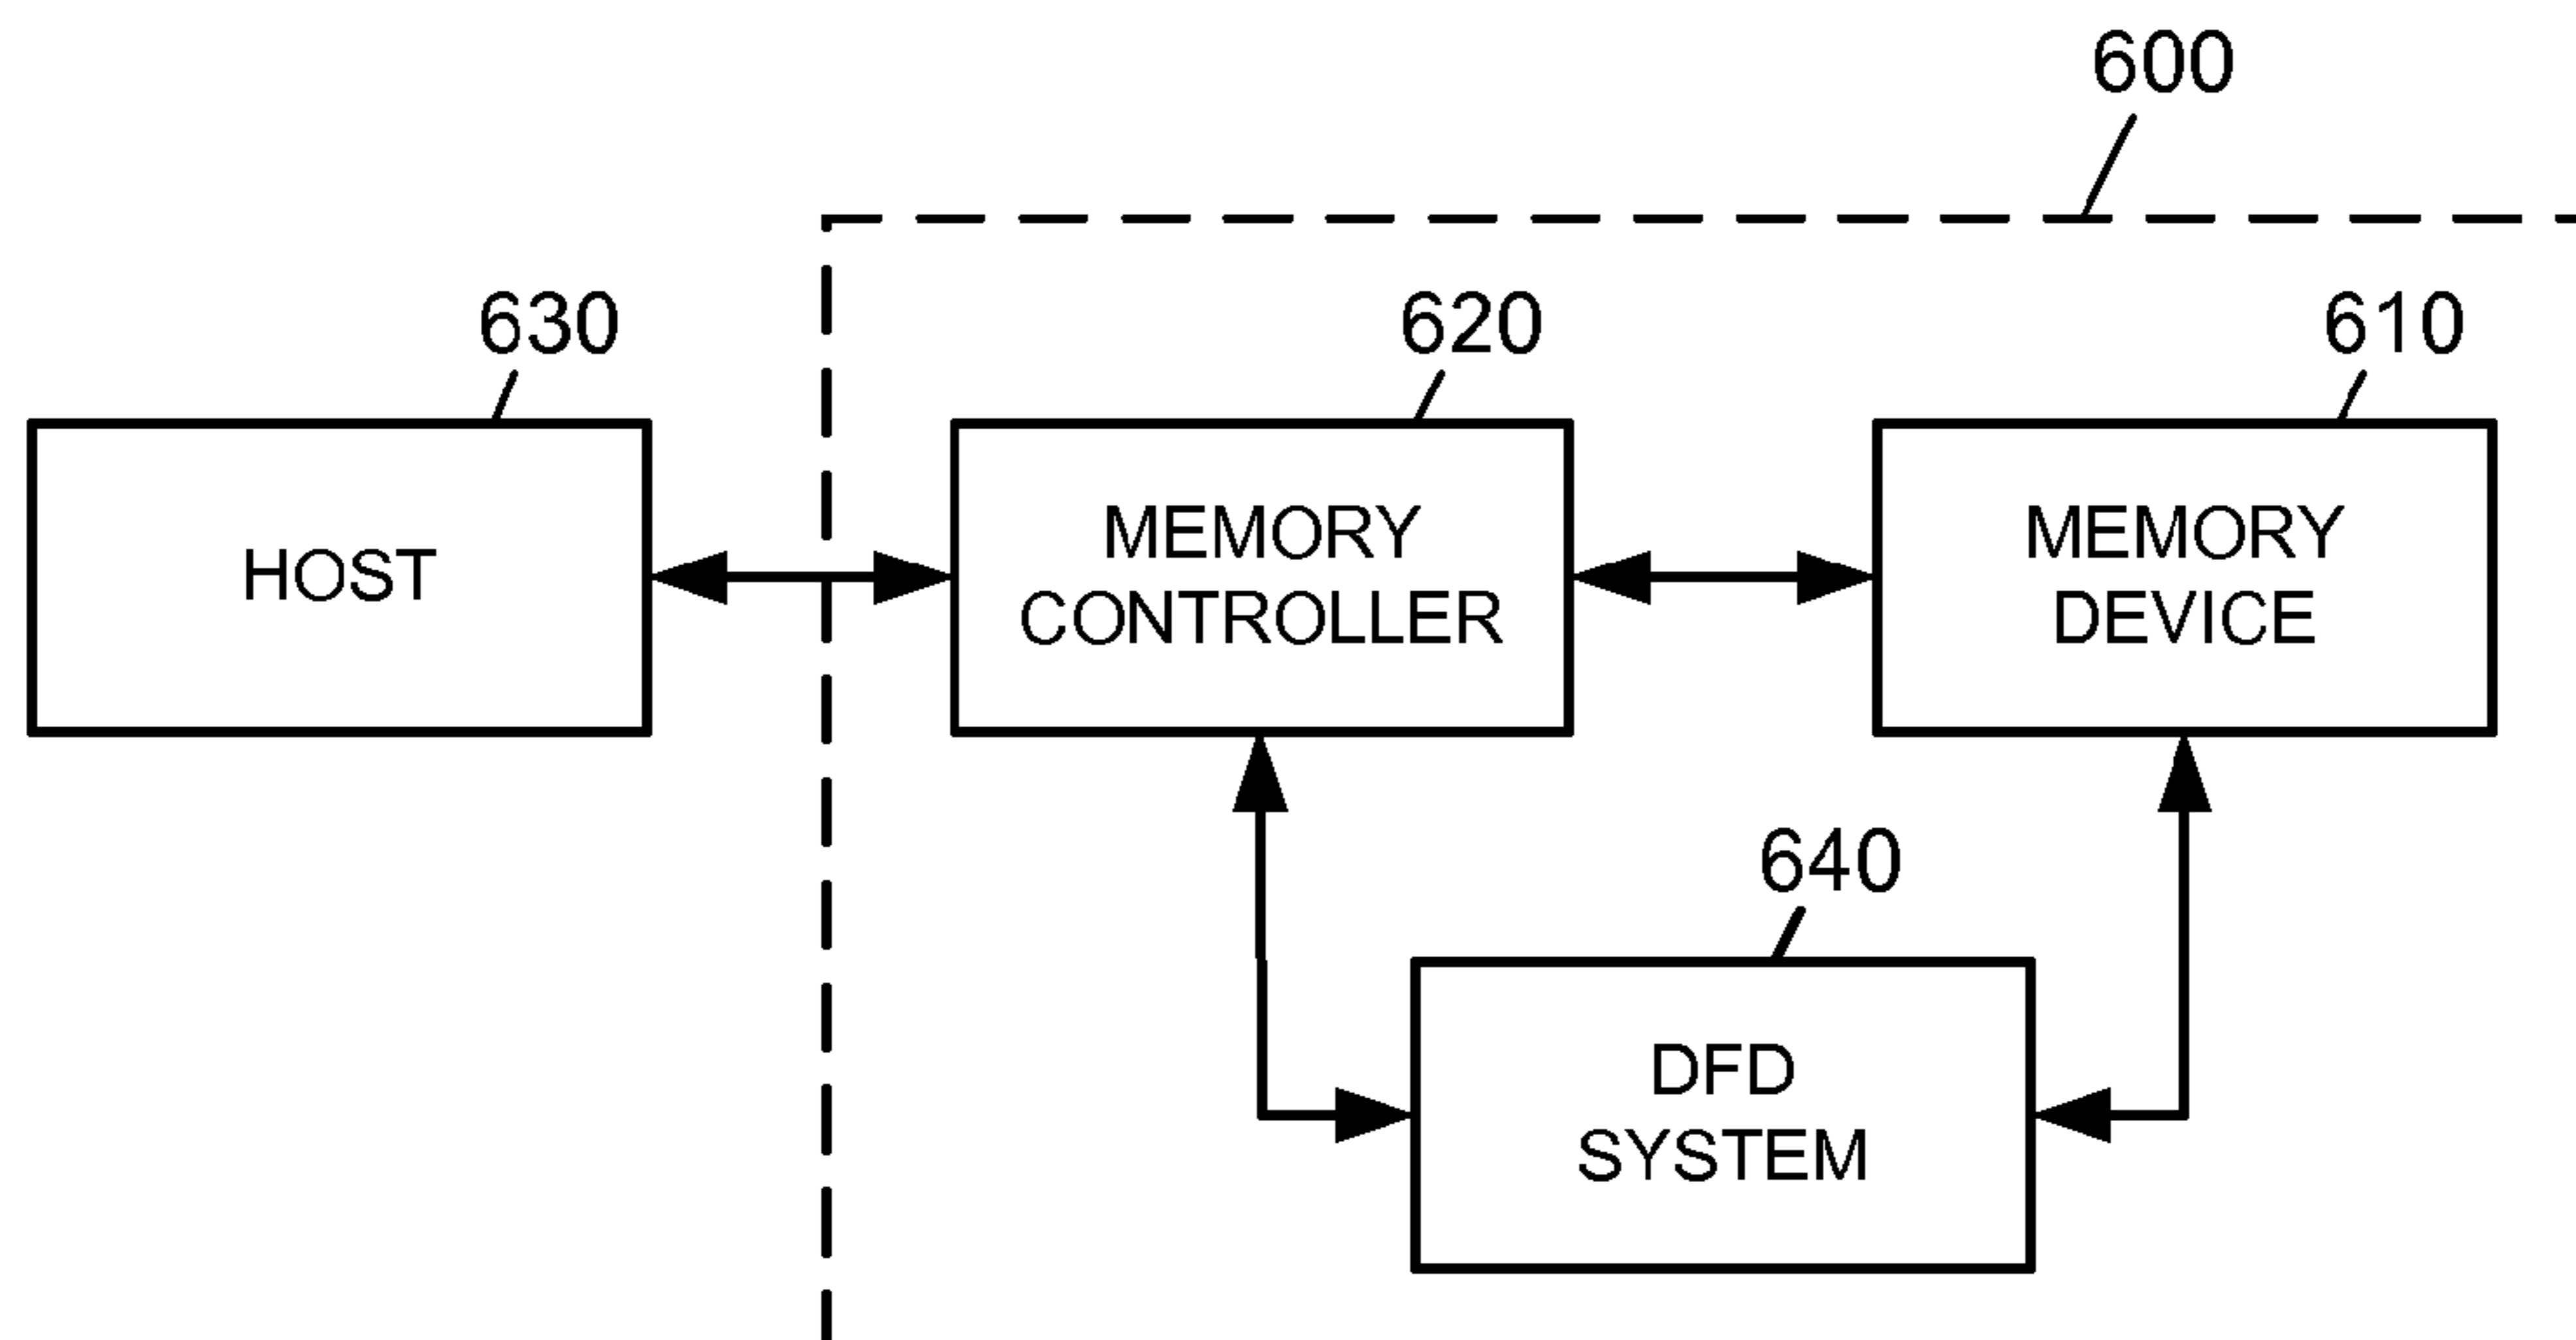 600
630
620
610
HOST
MEMORY
CONTROLLER
MEMORY
DEVICE
640
DFD
SYSTEM